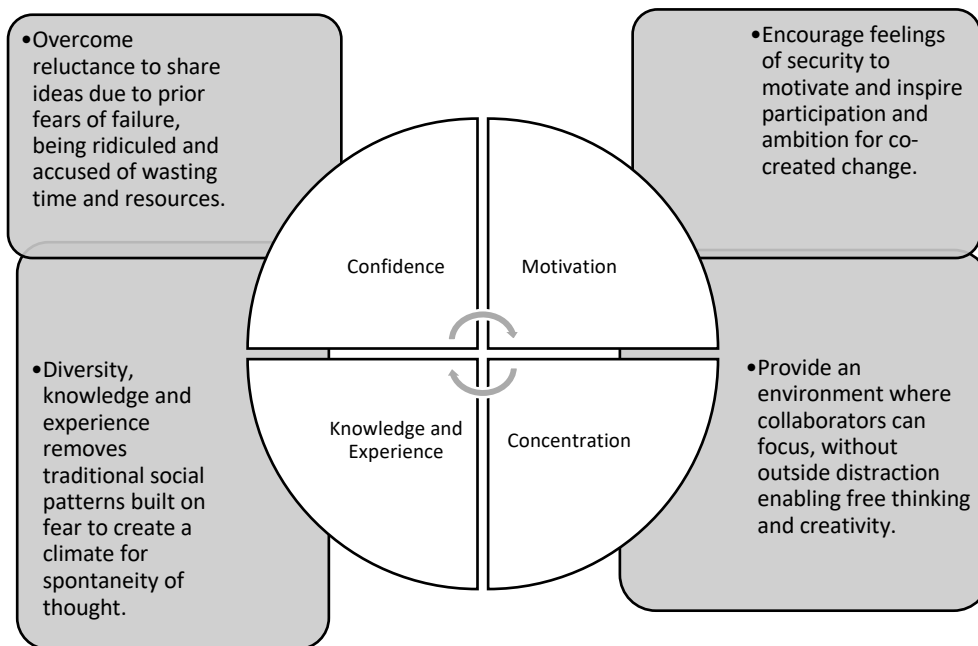 •Overcome
reluctance to share
ideas due to prior
fears of failure,
being ridiculed and
accused of wasting
time and resources.
•Encourage feelings
of security to
motivate and inspire
participation and
ambition for co-
created change.
Confidence
Motivation
•Diversity,
knowledge and
experience
removes
traditional social
patterns built on
fear to create a
climate for
spontaneity of
thought.
Knowledge and
Experience
Concentration
•Provide an
environment where
collaborators can
focus, without
outside distraction
enabling free thinking
and creativity.